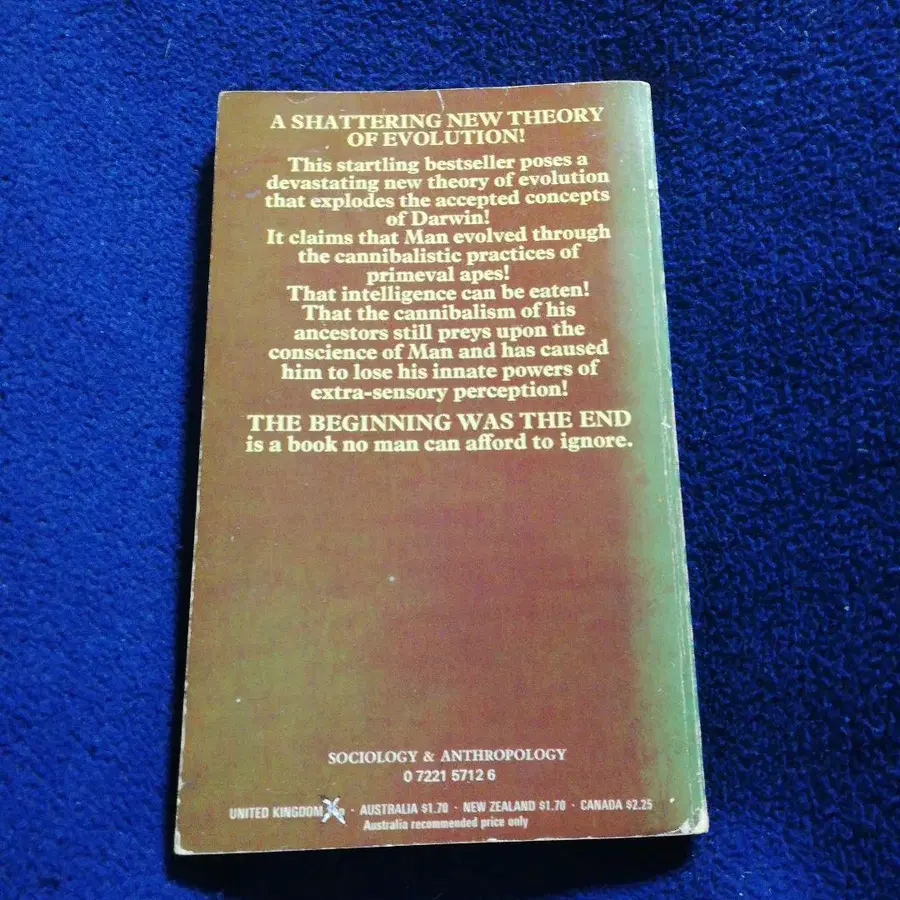 A SHATTERING NEW THEORY
OF EVOLUTION!
This startling bestseller poses a
devastating new theory of evolution
that explodes the accepted concepts
of Darwin!
It claims that Man evolved through
the cannibalistic practices of
primeval apes!
That intelligence can be eaten!
That the cannibalism of his
ancestors still preys upon the
conscience of Man and has caused
him to lose his innate powers of
extra-sensory perception!
THE BEGINNING WAS THE END
is a book no man can afford to ignore.
SOCIOLOGY & ANTHROPOLOGY
0 7221 5712 6
UNITED KINGDOM · AUSTRALIA $1.70 · NEW ZEALAND $1.70 · CANADA $2.25
Australia recommended price only